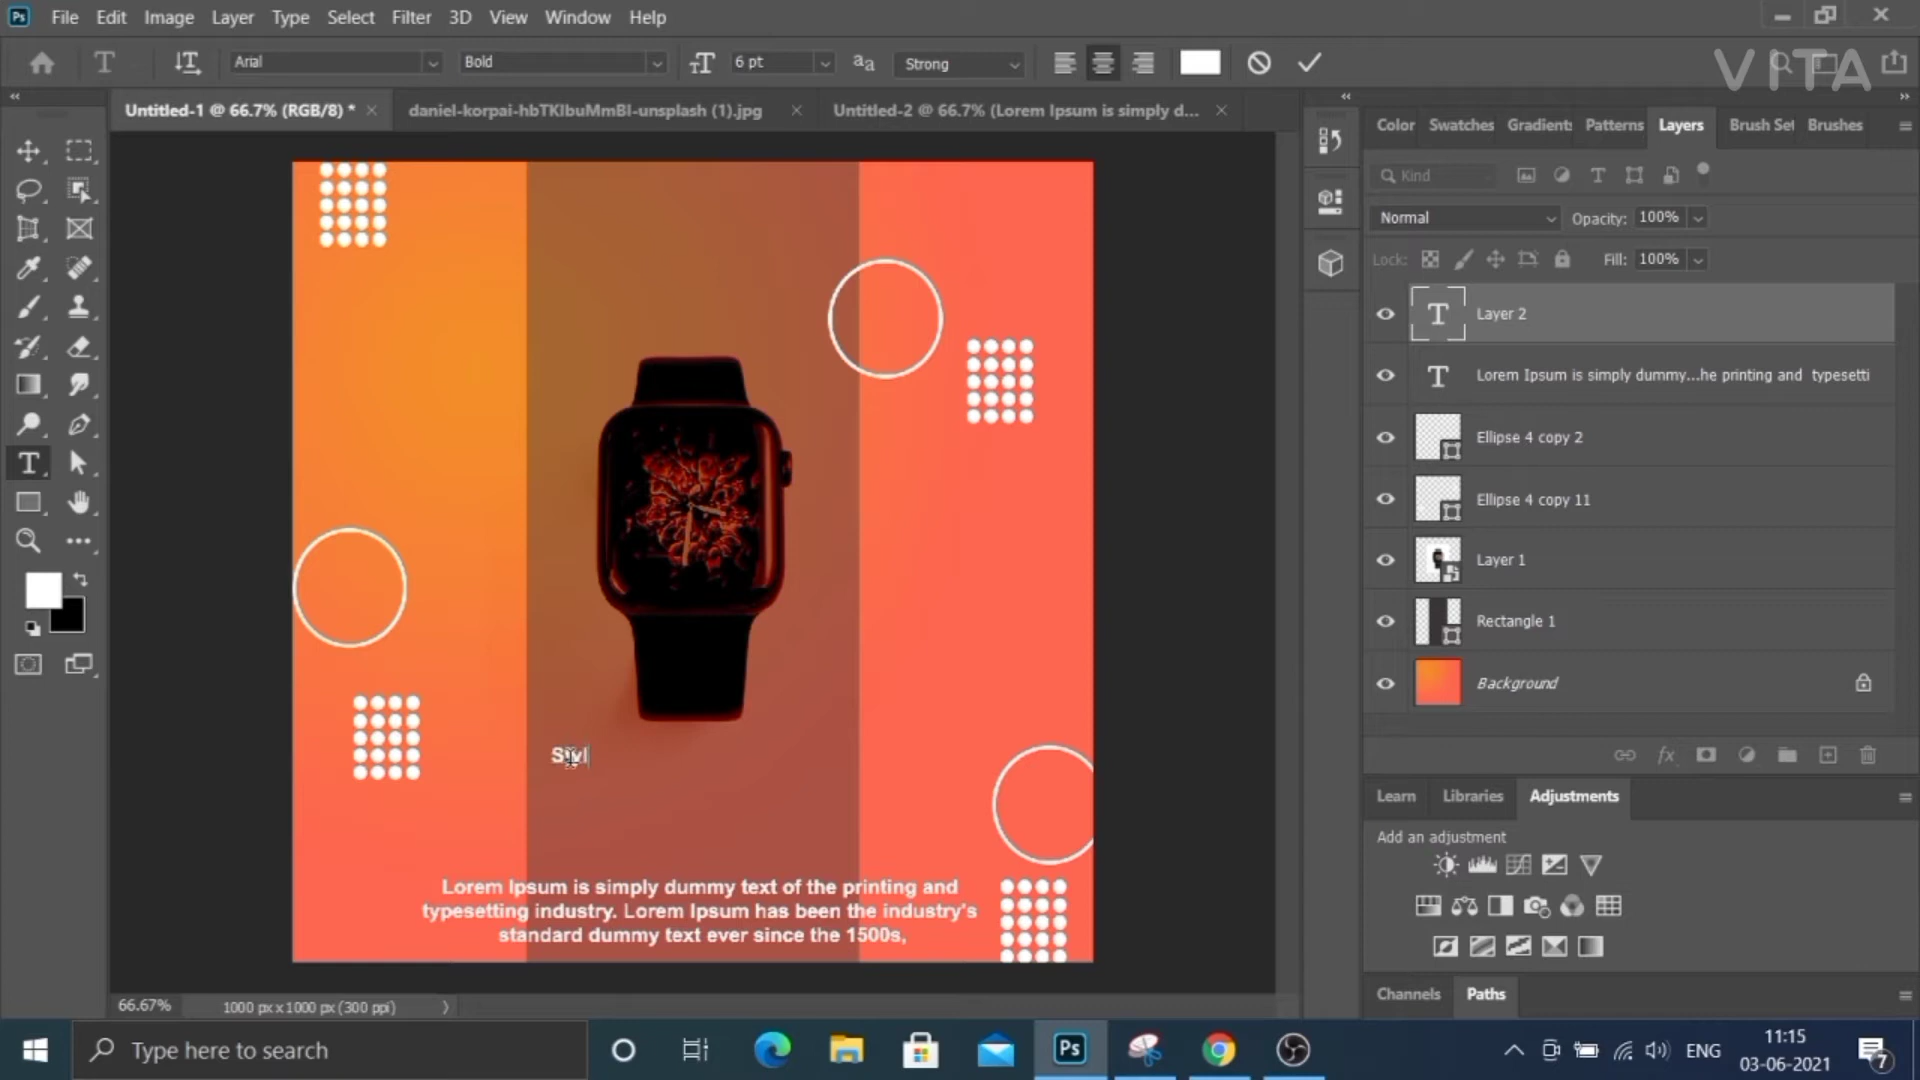 File Edit Image Layer Type Select Filter 3D View Window Help
Arial Bold 6 pt Strong
VITA
Untitled-1 @ 66.7% (RGB/8) * daniel-korpai-hbTKIbuMmBI-unsplash (1).jpg Untitled-2 @ 66.7% (Lorem Ipsum is simply d...
Color Swatches Gradients Patterns Layers Brush Set Brushes
Kind
Normal Opacity: 100%
Lock: Fill: 100%
Layer 2
Lorem Ipsum is simply dummy...he printing and typesetti
Ellipse 4 copy 2
Ellipse 4 copy 11
Layer 1
Rectangle 1
Background
Styl
Lorem Ipsum is simply dummy text of the printing and
typesetting industry. Lorem Ipsum has been the industry's
standard dummy text ever since the 1500s,
Learn Libraries Adjustments
Add an adjustment
Channels Paths
66.67% 1000 px x 1000 px (300 ppi)
Type here to search
Ps
ENG
11:15
03-06-2021
7